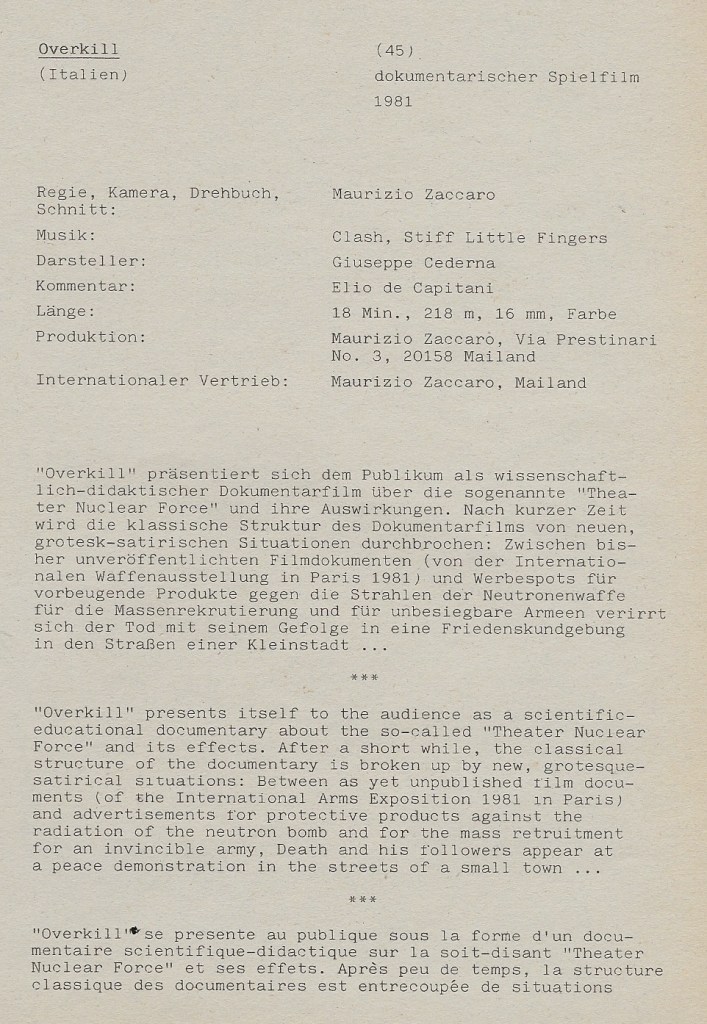 Overkill
(Italien)
(45)
dokumentarischer Spielfilm
1981
Regie, Kamera, Drehbuch,
Schnitt:
Maurizio Zaccaro
Musik:
Clash, Stiff Little Fingers
Darsteller:
Giuseppe Cederna
Kommentar:
Elio de Capitani
Länge:
18 Min., 218 m, 16 mm, Farbe
Produktion:
Maurizio Zaccaro, Via Prestinari
No. 3, 20158 Mailand
Internationaler Vertrieb:
Maurizio Zaccaro, Mailand
"Overkill" präsentiert sich dem Publikum als wissenschaft-
lich-didaktischer Dokumentarfilm über die sogenannte "Thea-
ter Nuclear Force" und ihre Auswirkungen. Nach kurzer Zeit
wird die klassische Struktur des Dokumentarfilms von neuen,
grotesk-satirischen Situationen durchbrochen: Zwischen bis-
her unveröffentlichten Filmdokumenten (von der Internatio-
nalen Waffenausstellung in Paris 1981) und Werbespots für
vorbeugende Produkte gegen die Strahlen der Neutronenwaffe
für die Massenrekrutierung und für unbesiegbare Armeen verirrt
sich der Tod mit seinem Gefolge in eine Friedenskundgebung
in den Straßen einer Kleinstadt ...
***
"Overkill" presents itself to the audience as a scientific-
educational documentary about the so-called "Theater Nuclear
Force" and its effects. After a short while, the classical
structure of the documentary is broken up by new, grotesque-
satirical situations: Between as yet unpublished film docu-
ments (of the International Arms Exposition 1981 in Paris)
and advertisements for protective products against the
radiation of the neutron bomb and for the mass retruitment
for an invincible army, Death and his followers appear at
a peace demonstration in the streets of a small town ...
***
"Overkill" se presente au publique sous la forme d'un docu-
mentaire scientifique-didactique sur la soit-disant "Theater
Nuclear Force" et ses effets. Après peu de temps, la structure
classique des documentaires est entrecoupée de situations